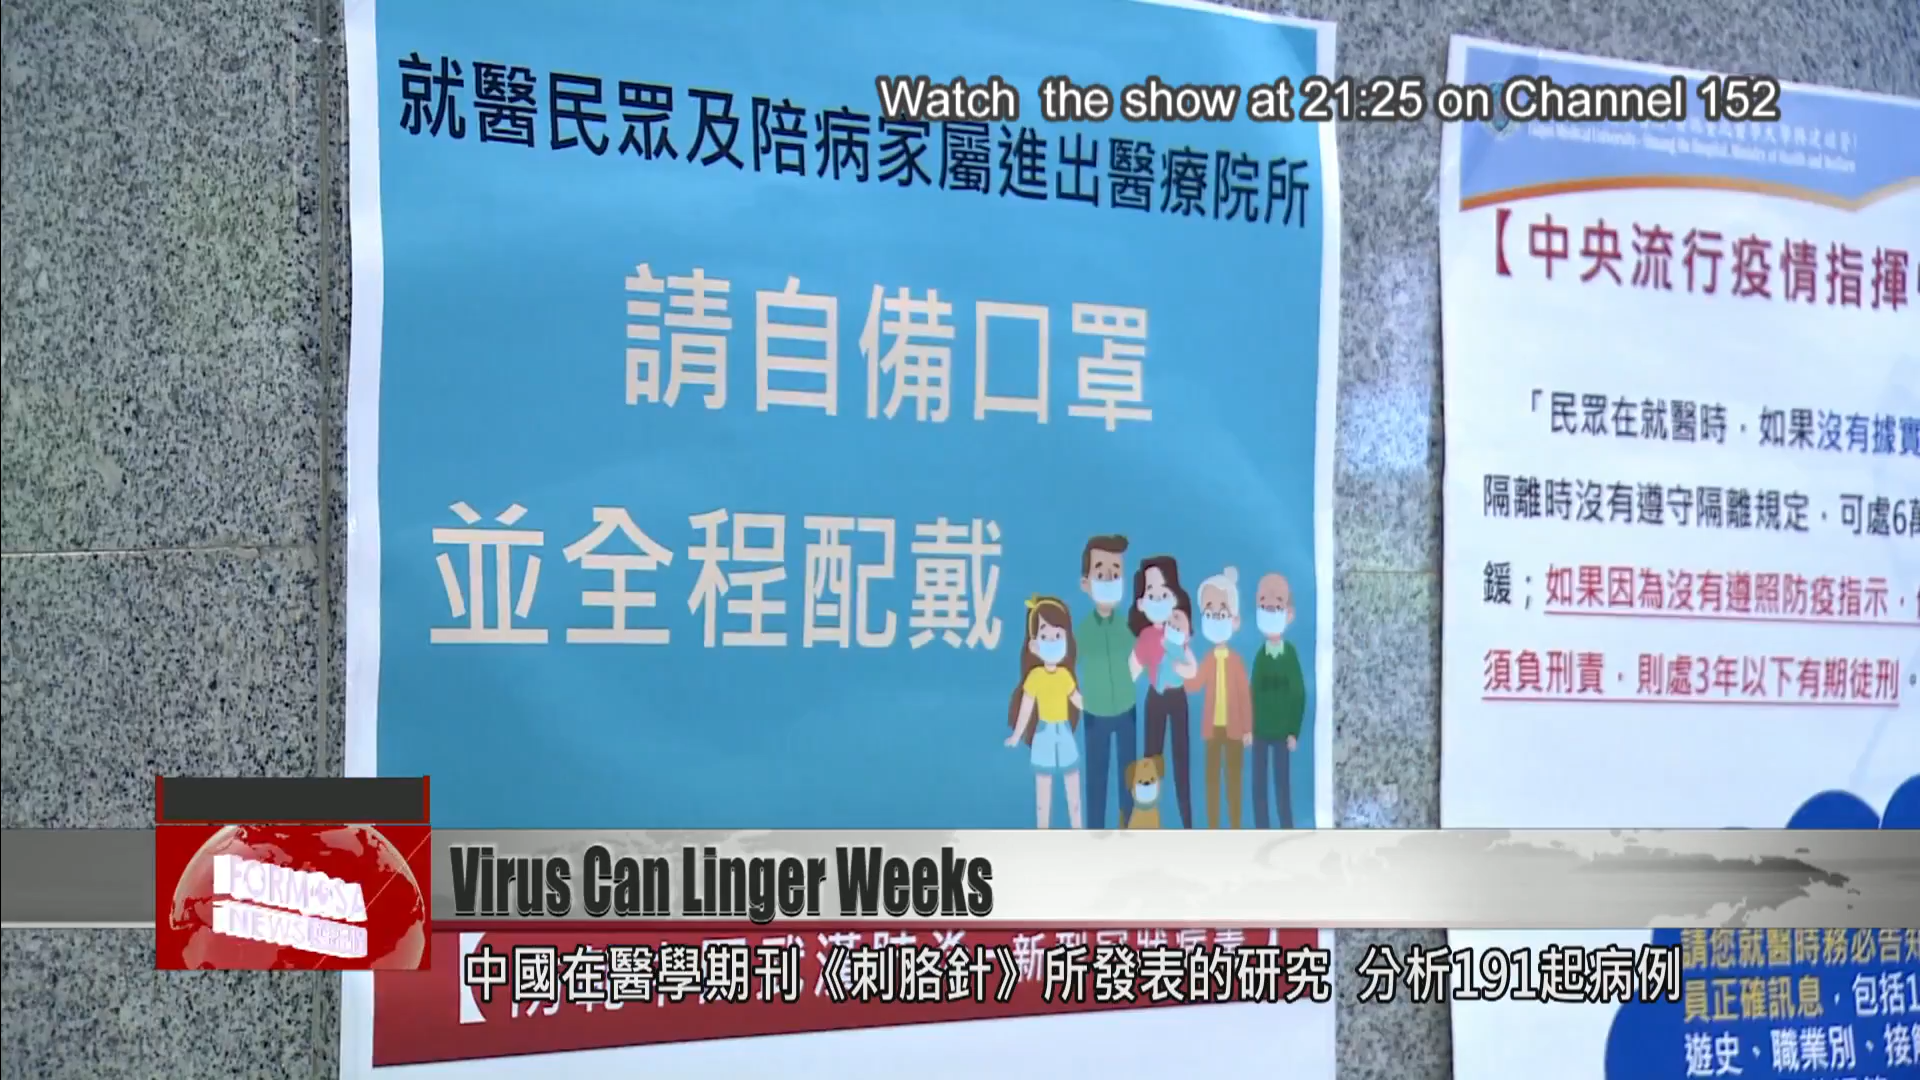 Watch the show at 21:25 on Channel 152
就醫民眾及陪病家屬進出醫療院所
請自備口罩
並全程配戴
【中央流行疫情指揮
「民眾在就醫時，如果沒有據實
隔離時沒有遵守隔離規定，可處6萬
鍰；如果因為沒有遵照防疫指示，
須負刑責，則處3年以下有期徒刑。
FORMOSA
NEWS
Virus Can Linger Weeks
中國在醫學期刊《刺胳針》所發表的研究 分析191起病例
請您就醫時務必告知
員正確訊息，包括1
遊史、職業別、接